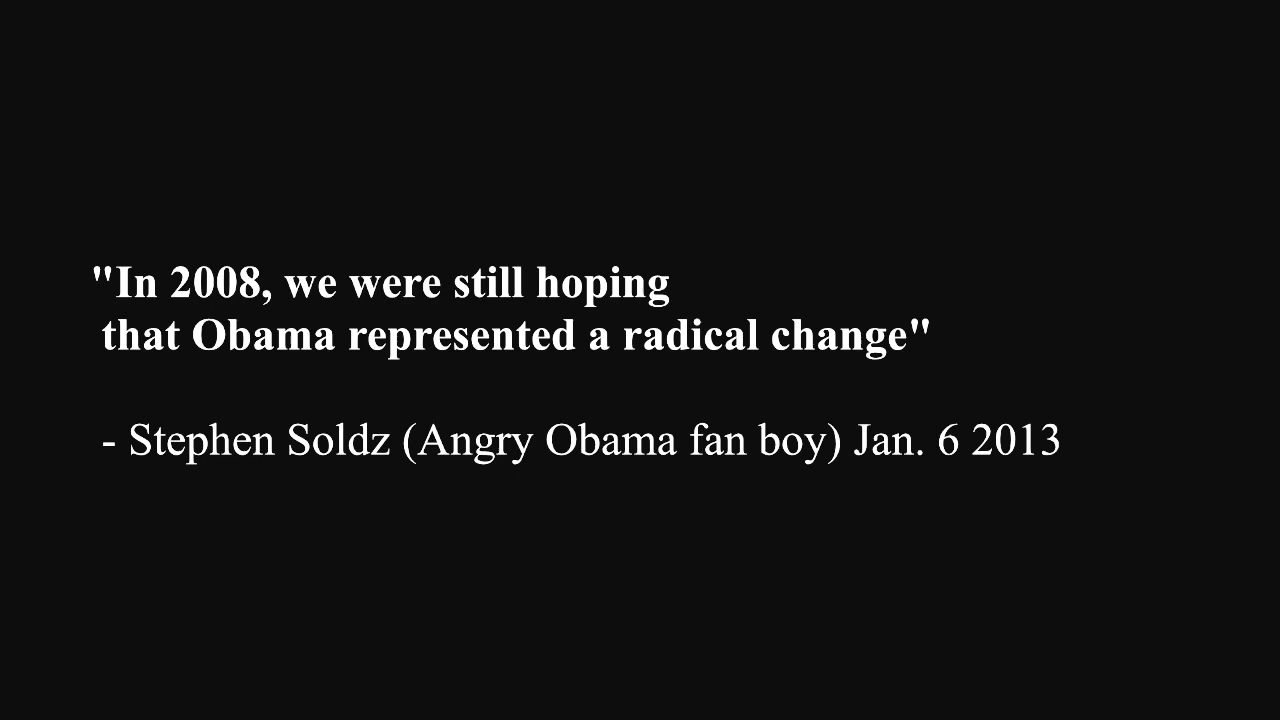 "In 2008, we were still hoping
that Obama represented a radical change"
- Stephen Soldz (Angry Obama fan boy) Jan. 6 2013